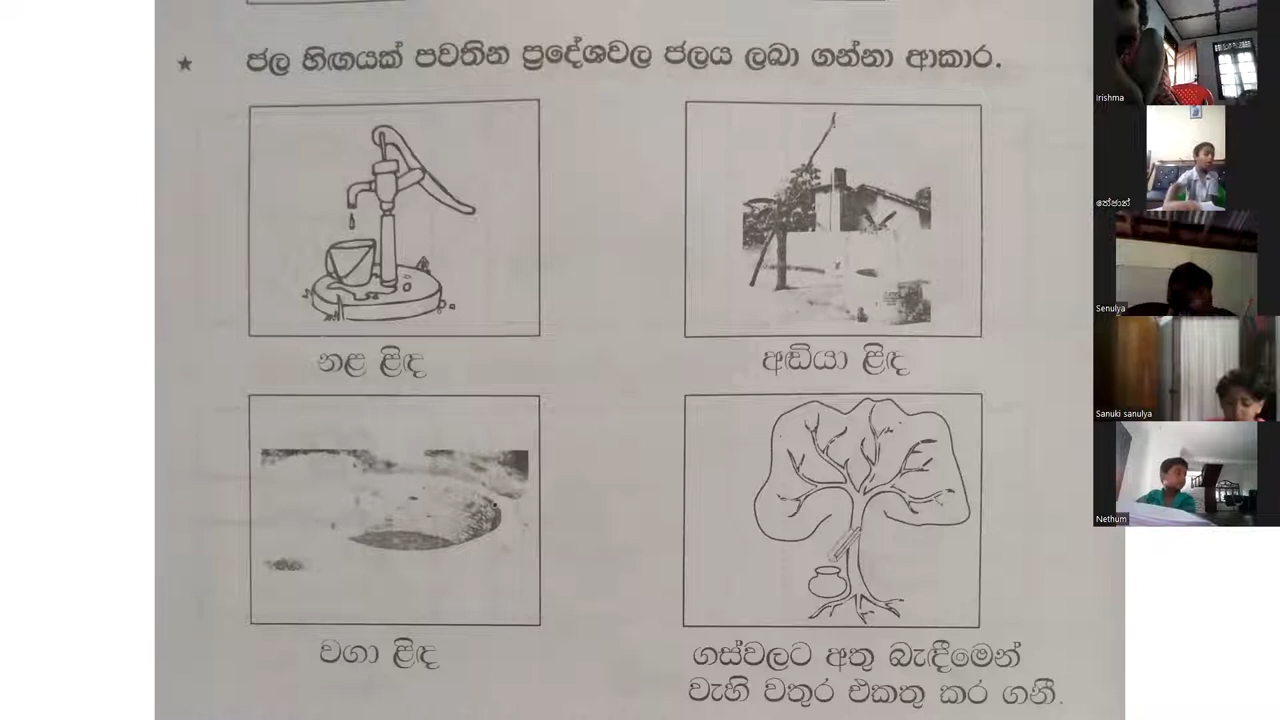 ජල හිඟයක් පවතින ප්‍රදේශවල ජලය ලබා ගන්නා ආකාර.
නළ ළිඳ
අඬියා ළිඳ
වගා ළිඳ
ගස්වලට අතු බැඳීමෙන්
වැහි වතුර එකතු කර ගනී.
Irishma
තේජාන්
Senulya
Sanuki sanulya
Nethum